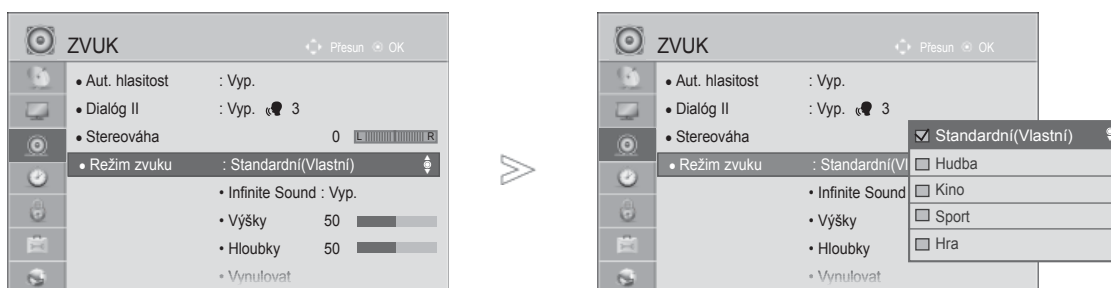 ZVUK
Přesun OK
• Aut. hlasitost : Vyp.
• Dialóg II : Vyp. 3
• Stereováha 0 L R
• Režim zvuku : Standardní(Vlastní)
• Infinite Sound : Vyp.
• Výšky 50
• Hloubky 50
• Vynulovat
ZVUK
Přesun OK
• Aut. hlasitost : Vyp.
• Dialóg II : Vyp. 3
• Stereováha
• Režim zvuku : Standardní(Vl
• Infinite Sound
• Výšky
• Hloubky
• Vynulovat
Standardní(Vlastní)
Hudba
Kino
Sport
Hra